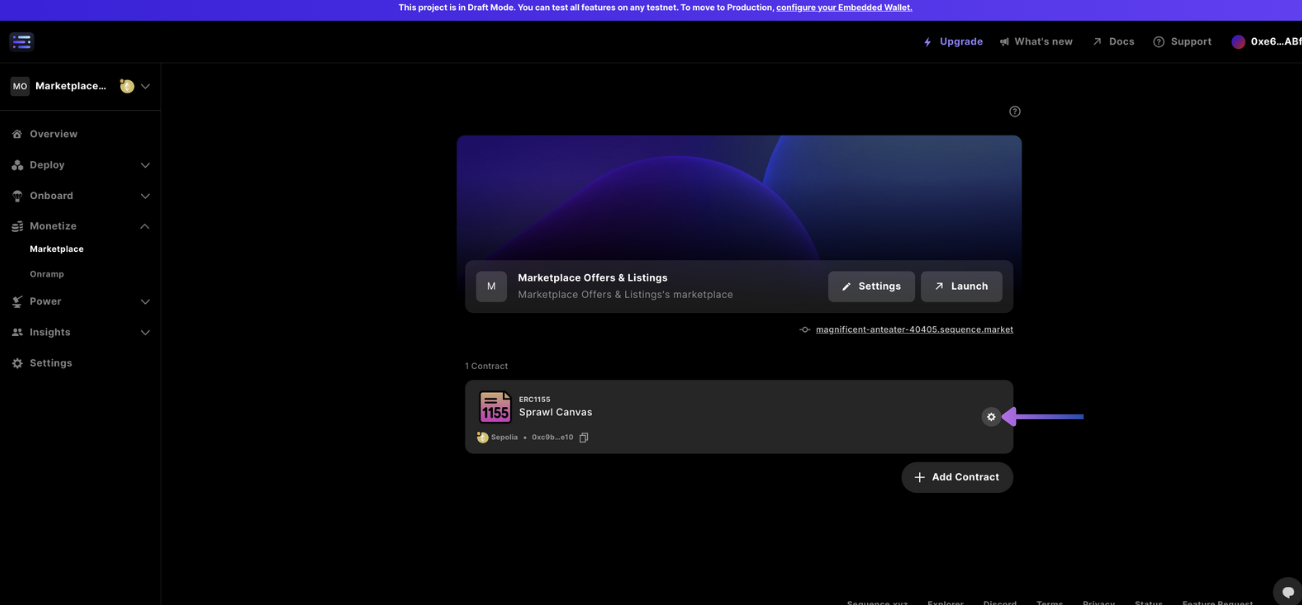 This project is in Draft Mode. You can test all features on any testnet. To move to Production, configure your Embedded Wallet.
Upgrade
What's new
Docs
Support
0xe6...ABf
MO
Marketplace...
Overview
Deploy
Onboard
Monetize
Marketplace
Onramp
Power
Insights
Settings
M
Marketplace Offers & Listings
Marketplace Offers & Listings's marketplace
Settings
Launch
magnificent-anteater-40405.sequence.market
1 Contract
1155
ERC1155
Sprawl Canvas
Sepolia • 0xc9b...e10
Add Contract
Sequence.xyz
Explorer
Discord
Terms
Privacy
Status
Feature Request